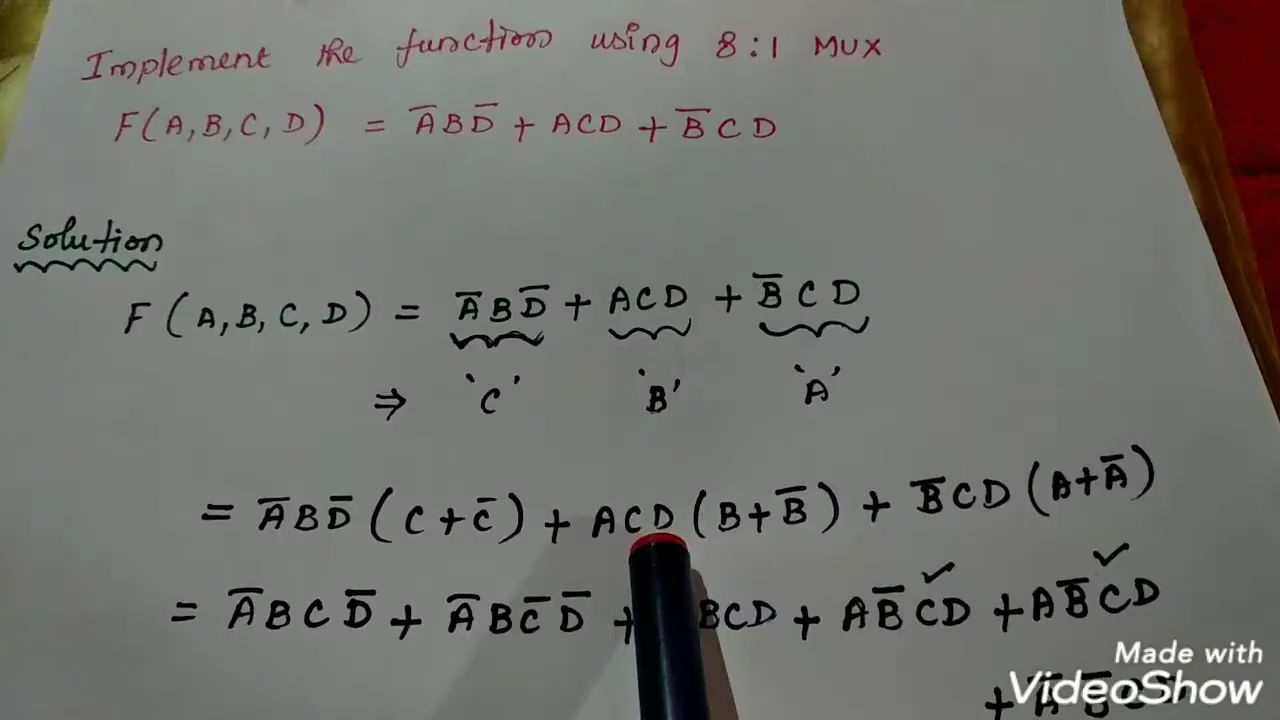 Implement the function using 8:1 MUX
F(A,B,C,D) = A̅BD̅ + ACD + B̅CD
Solution
F(A,B,C,D) = A̅BD̅ + ACD + B̅CD
⇒ 'C' 'B' 'A'
= A̅BD̅(C+C̅) + ACD(B+B̅) + B̅CD(A+A̅)
= A̅BCD̅ + A̅BC̅D̅ + BCD + AB̅CD + AB̅CD
+ A̅B̅CD
Made with
VideoShow